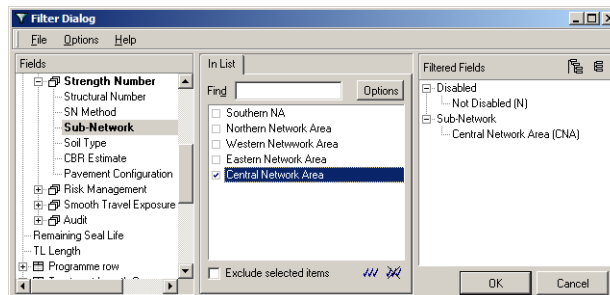 Filter Dialog
File Options Help
Fields
Strength Number
Structural Number
SN Method
Sub-Network
Soil Type
CBR Estimate
Pavement Configuration
Risk Management
Smooth Travel Exposure
Audit
Remaining Seal Life
TL Length
Programme row
In List
Find
Options
Southern NA
Northern Network Area
Western Netwwork Area
Eastern Network Area
Central Network Area
Exclude selected items
Filtered Fields
Disabled
Not Disabled (N)
Sub-Network
Central Network Area (CNA)
OK Cancel